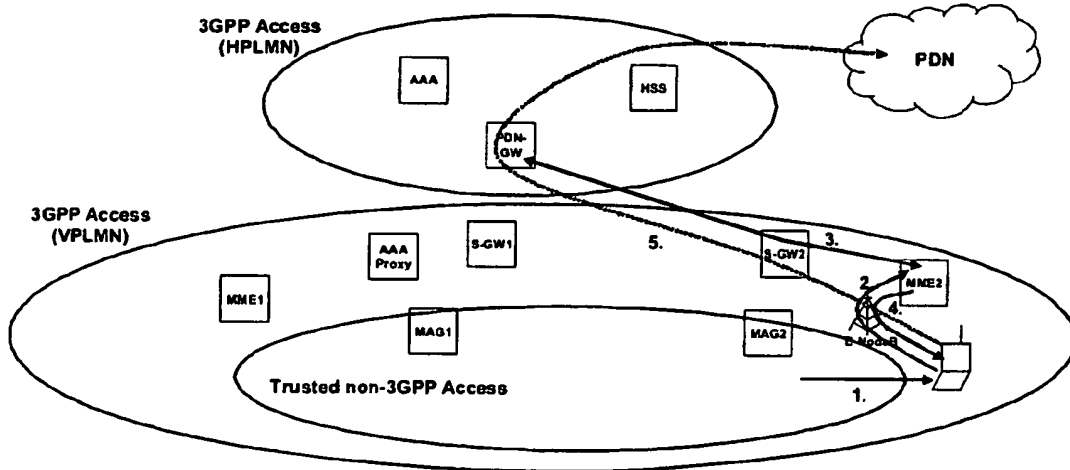 3GPP Access
(HPLMN)
AAA
HSS
PDN
PDN-
GW
3GPP Access
(VPLMN)
S-GW1
AAA
Proxy
5.
S-GW2
3.
MME1
2.
MME2
4.
MAG1
MAG2
E-NodeB
Trusted non-3GPP Access
1.